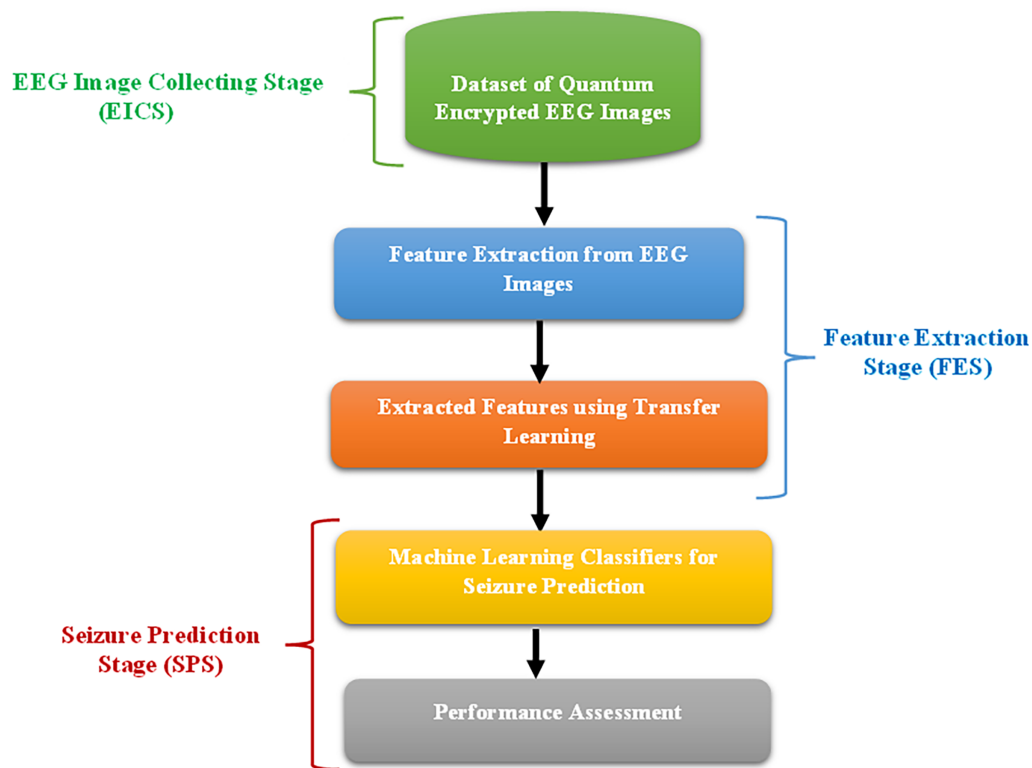 EEG Image Collecting Stage
(EICS)
Dataset of Quantum
Encrypted EEG Images
Feature Extraction from EEG
Images
Feature Extraction
Stage (FES)
Extracted Features using Transfer
Learning
Machine Learning Classifiers for
Seizure Prediction
Seizure Prediction
Stage (SPS)
Performance Assessment